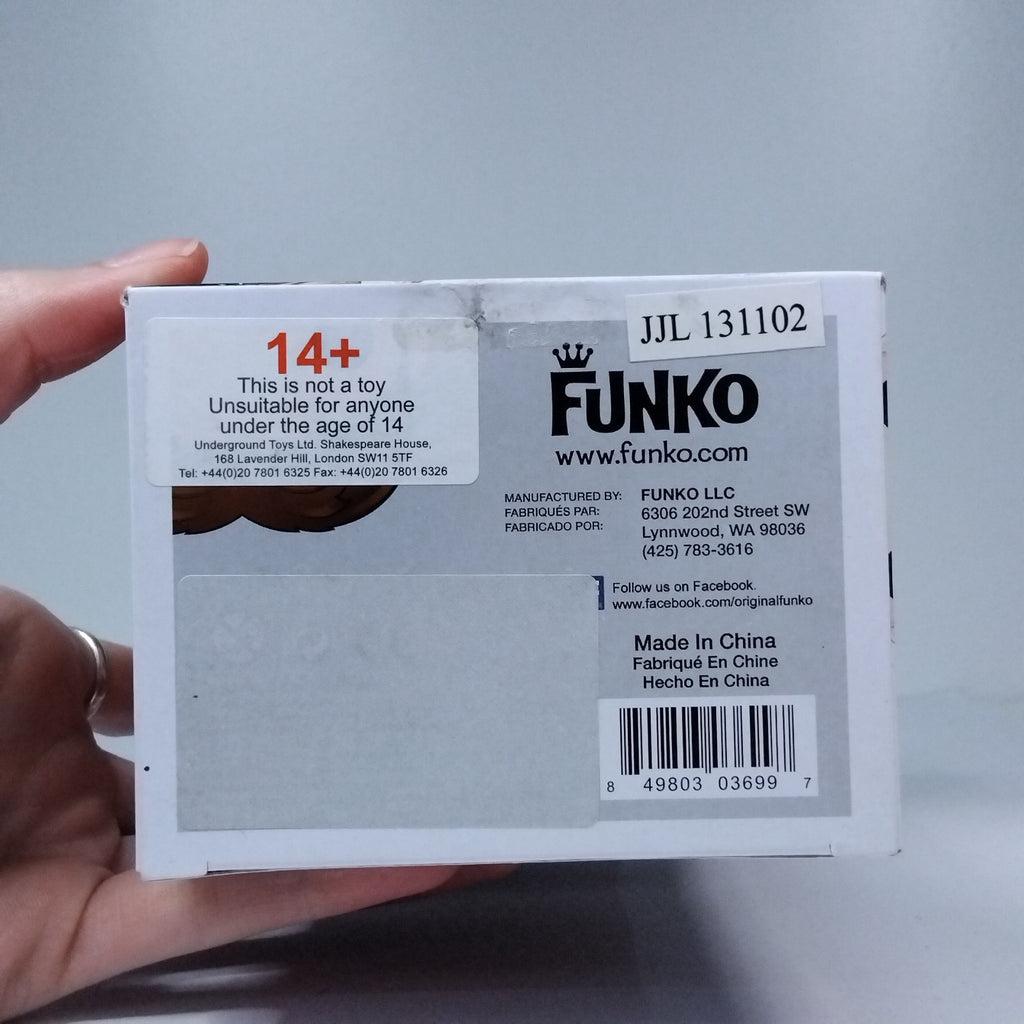 14+
This is not a toy
Unsuitable for anyone
under the age of 14
Underground Toys Ltd. Shakespeare House,
168 Lavender Hill, London SW11 5TF
Tel: +44(0)20 7801 6325 Fax: +44(0)20 7801 6326
JJL 131102
FUNKO
www.funko.com
MANUFACTURED BY: FUNKO LLC
FABRIQUÉS PAR: 6306 202nd Street SW
FABRICADO POR: Lynnwood, WA 98036
(425) 783-3616
Follow us on Facebook.
www.facebook.com/originalfunko
Made In China
Fabriqué En Chine
Hecho En China
8 49803 03699 7